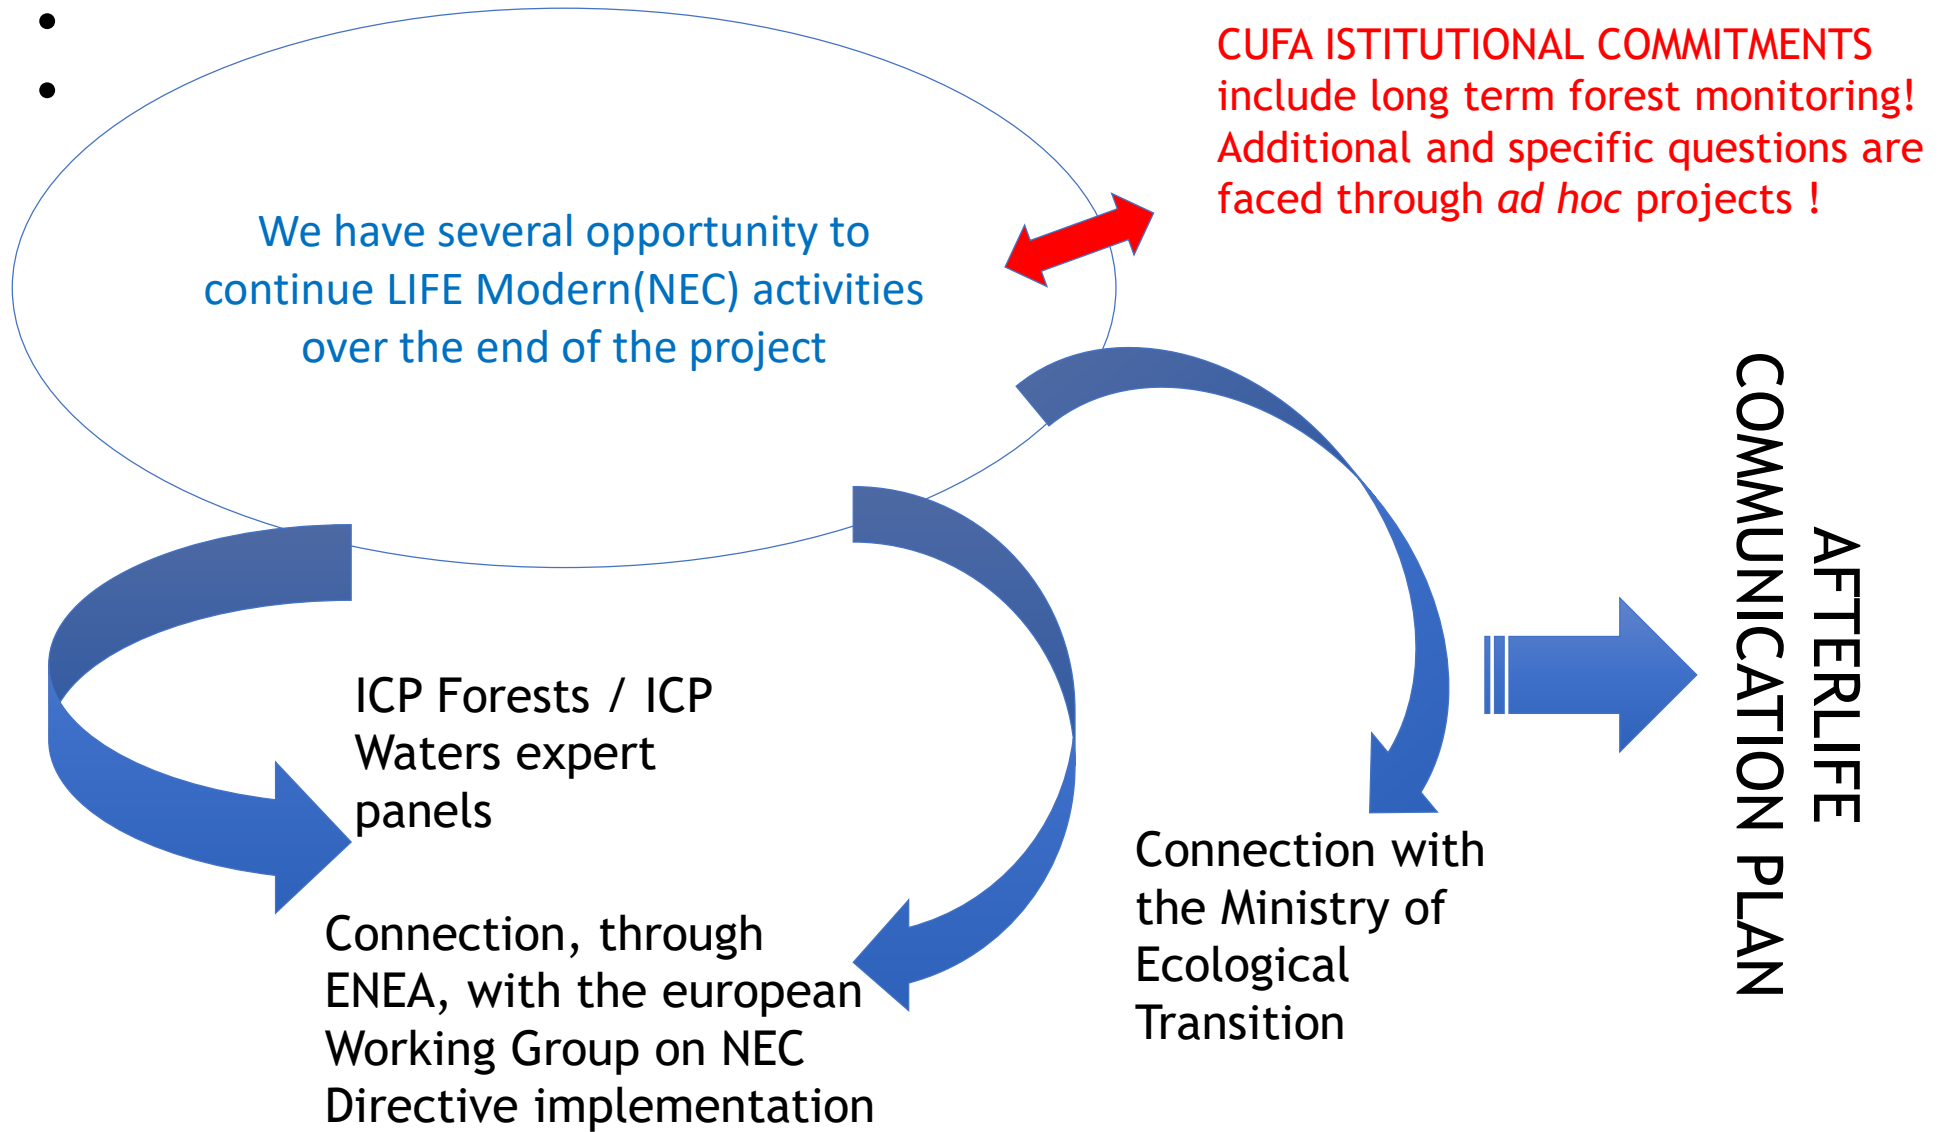 •
•
CUFA ISTITUTIONAL COMMITMENTS
include long term forest monitoring!
Additional and specific questions are
faced through ad hoc projects !
We have several opportunity to
continue LIFE Modern(NEC) activities
over the end of the project
ICP Forests / ICP
Waters expert
panels
Connection, through
ENEA, with the european
Working Group on NEC
Directive implementation
Connection with
the Ministry of
Ecological
Transition
AFTERLIFE
COMMUNICATION PLAN